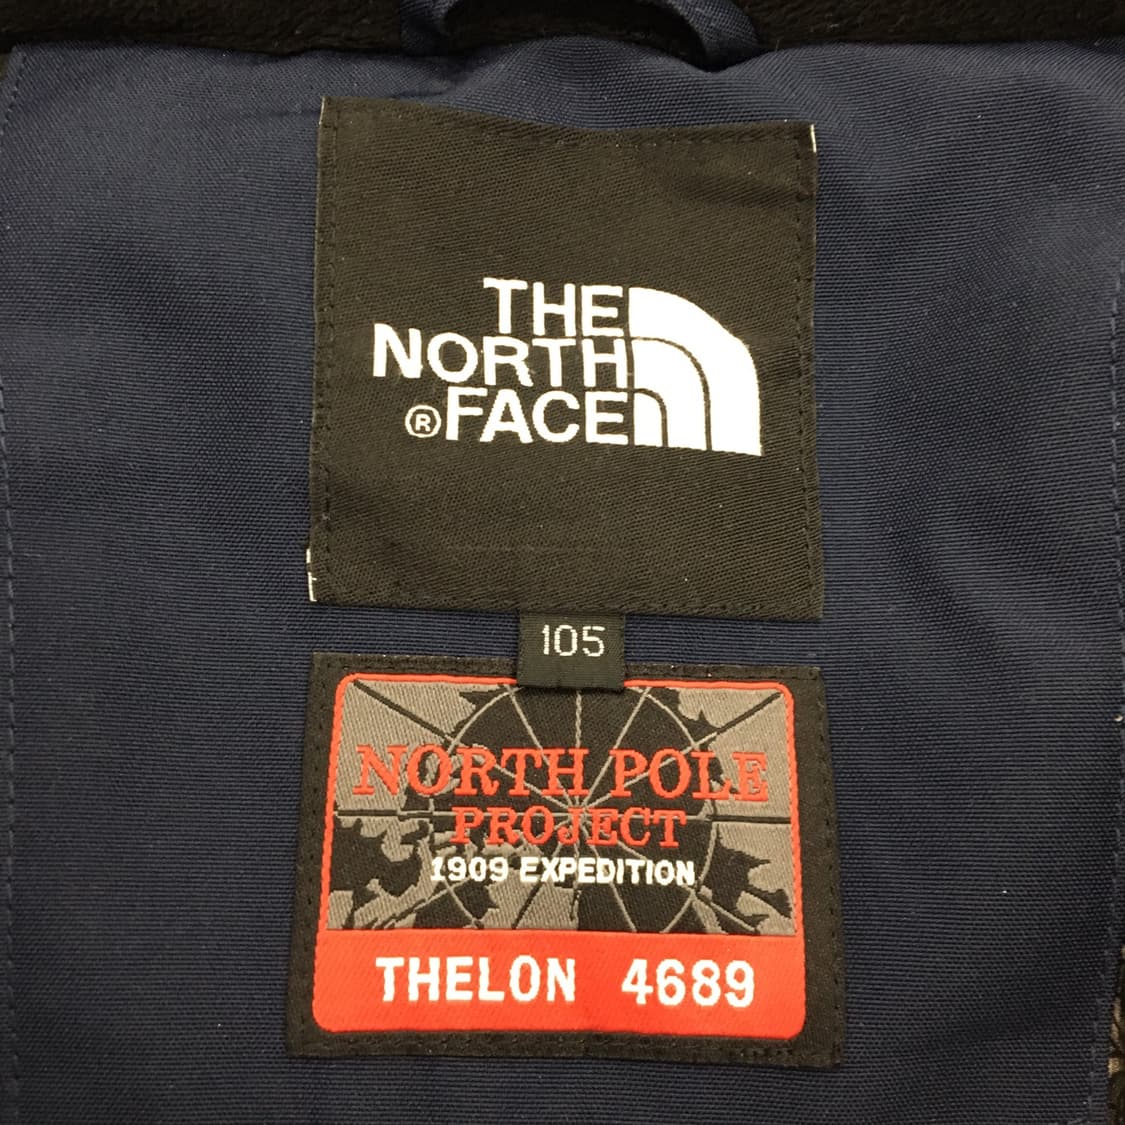 THE
NORTH
®FACE
105
NORTH POLE
PROJECT
1909 EXPEDITION
THELON 4689